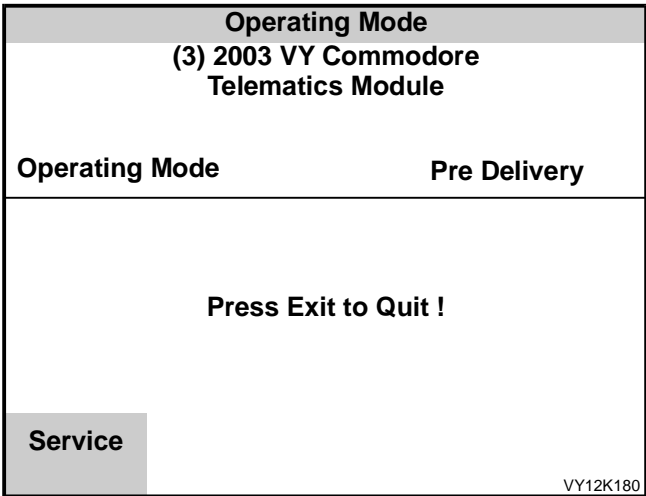 Operating Mode
(3) 2003 VY Commodore
Telematics Module
Operating Mode Pre Delivery
Press Exit to Quit !
Service
VY12K180